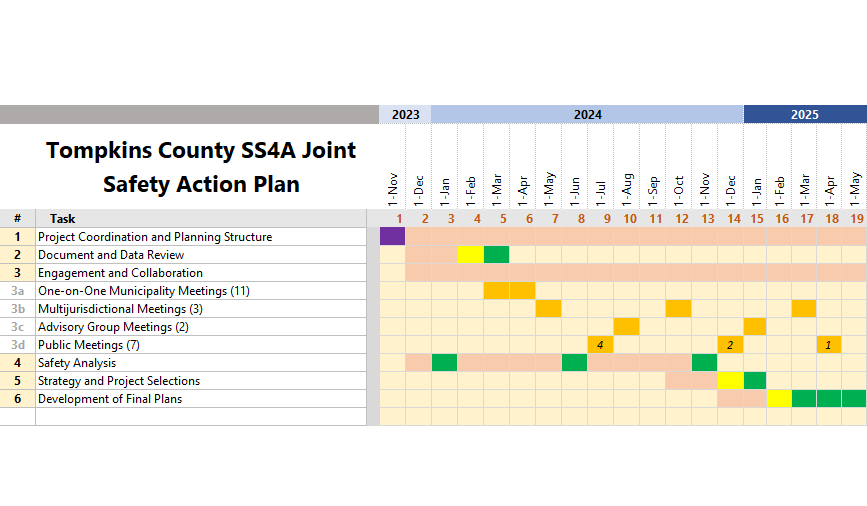 2023 2024 2025
Tompkins County SS4A Joint
Safety Action Plan
1-Nov 1-Dec 1-Jan 1-Feb 1-Mar 1-Apr 1-May 1-Jun 1-Jul 1-Aug 1-Sep 1-Oct 1-Nov 1-Dec 1-Jan 1-Feb 1-Mar 1-Apr 1-May
# Task 1 2 3 4 5 6 7 8 9 10 11 12 13 14 15 16 17 18 19
1 Project Coordination and Planning Structure
2 Document and Data Review
3 Engagement and Collaboration
3a One-on-One Municipality Meetings (11)
3b Multijurisdictional Meetings (3)
3c Advisory Group Meetings (2)
3d Public Meetings (7) 4 2 1
4 Safety Analysis
5 Strategy and Project Selections
6 Development of Final Plans